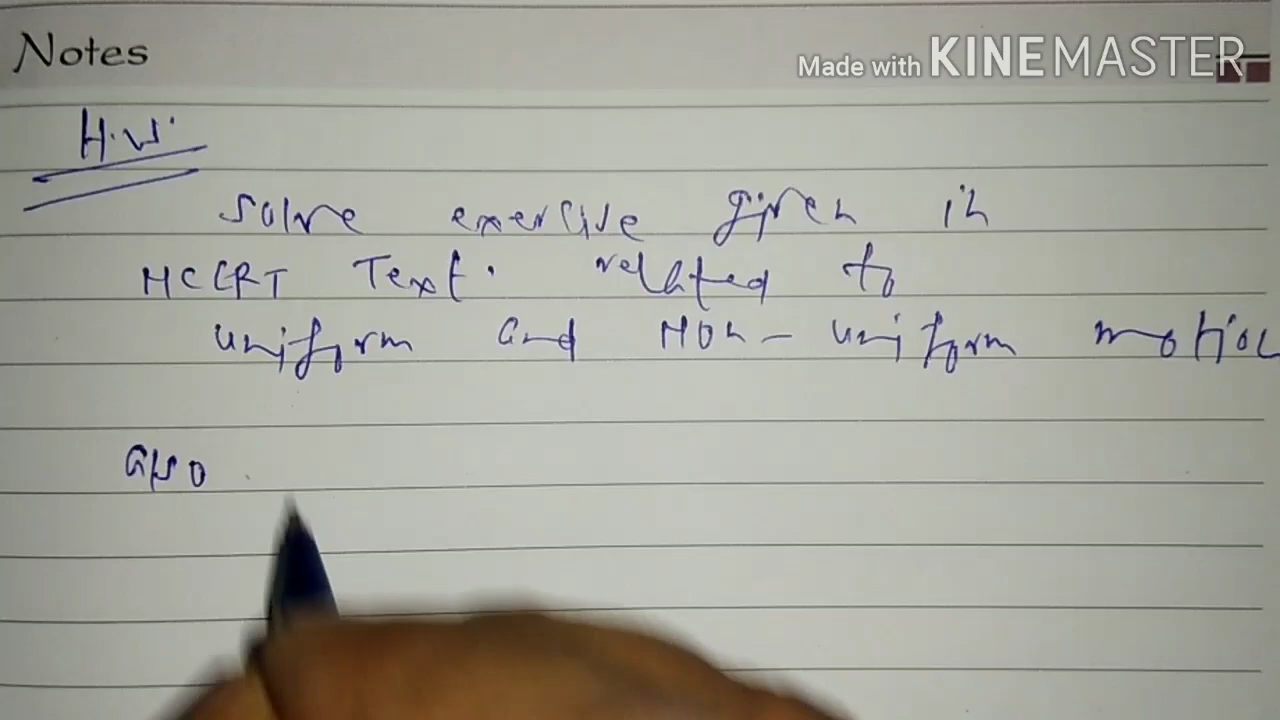 Notes
Made with KINEMASTER
H.W.
Solve exercise given in
NCERT Text. related to
uniform and Non - uniform motion
also